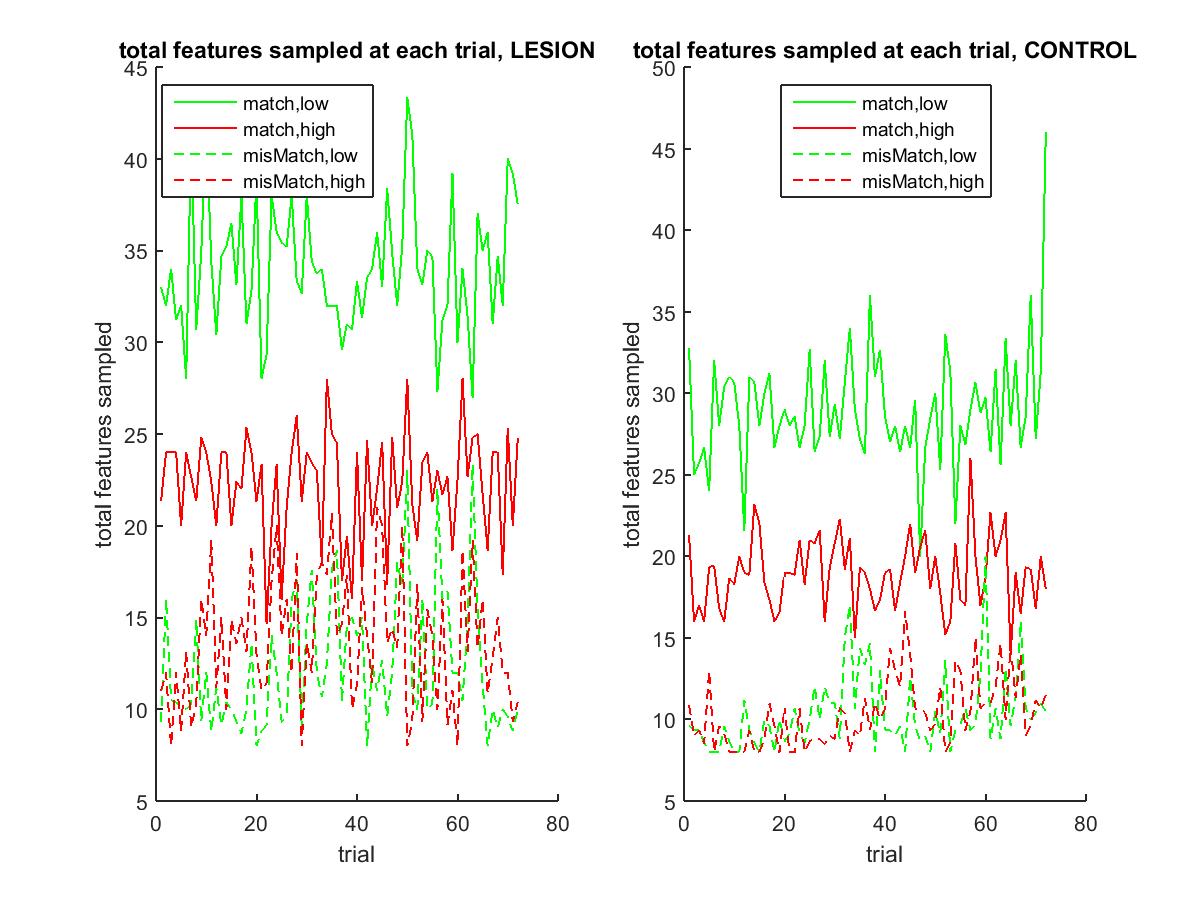 total features sampled at each trial, LESION
45
40
35
30
25
20
15
10
5
total features sampled
match,low
match,high
misMatch,low
misMatch,high
0
20
40
60
80
trial
total features sampled at each trial, CONTROL
50
45
40
35
30
25
20
15
10
5
total features sampled
match,low
match,high
misMatch,low
misMatch,high
0
20
40
60
80
trial